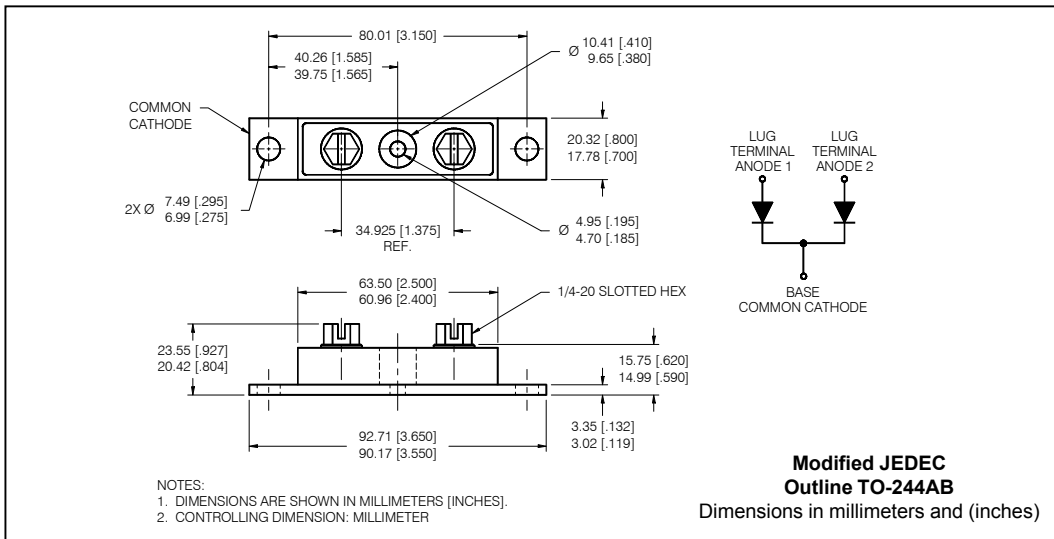 80.01 [3.150]
40.26 [1.585]
39.75 [1.565]
Ø 10.41 [.410]
9.65 [.380]
COMMON
CATHODE
20.32 [.800]
17.78 [.700]
2X Ø 7.49 [.295]
6.99 [.275]
34.925 [1.375]
REF.
Ø 4.95 [.195]
4.70 [.185]
LUG
TERMINAL
ANODE 1
LUG
TERMINAL
ANODE 2
BASE
COMMON CATHODE
63.50 [2.500]
60.96 [2.400]
1/4-20 SLOTTED HEX
23.55 [.927]
20.42 [.804]
15.75 [.620]
14.99 [.590]
3.35 [.132]
3.02 [.119]
92.71 [3.650]
90.17 [3.550]
NOTES:
1. DIMENSIONS ARE SHOWN IN MILLIMETERS [INCHES].
2. CONTROLLING DIMENSION: MILLIMETER
Modified JEDEC
Outline TO-244AB
Dimensions in millimeters and (inches)